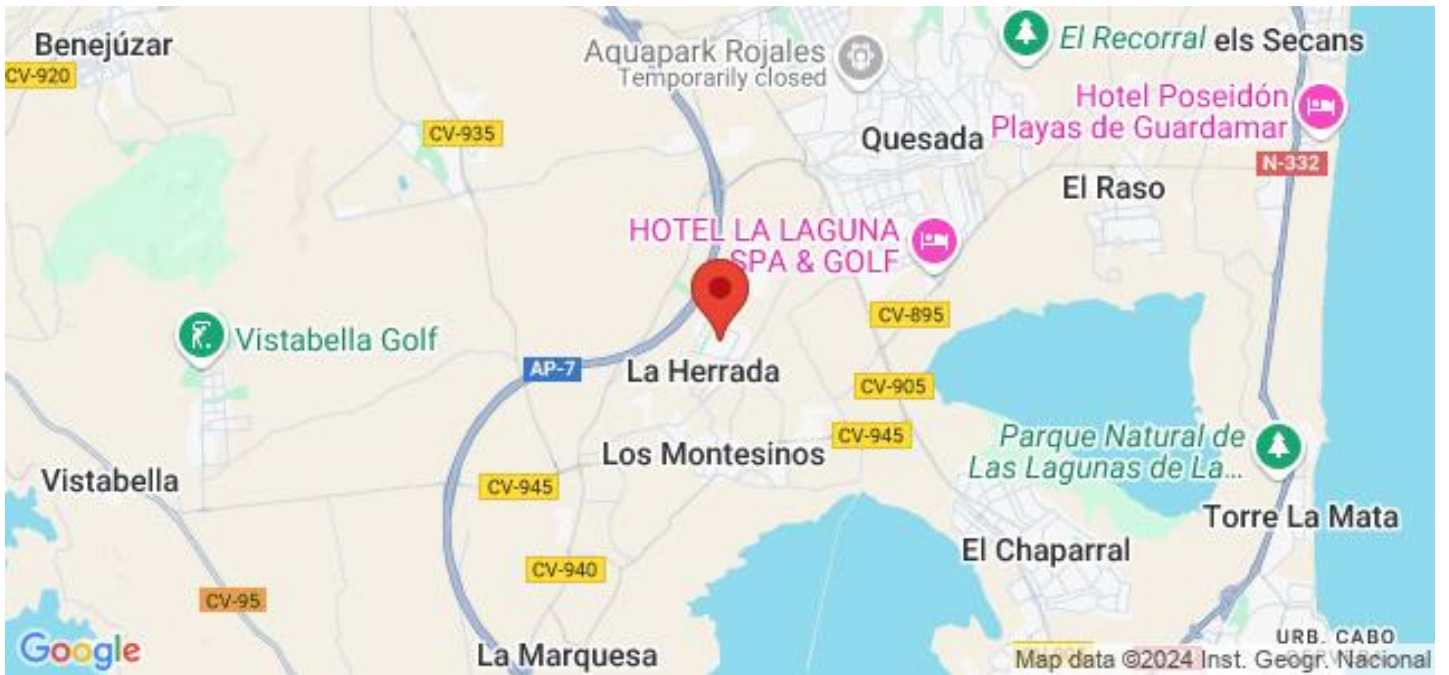 Benejúzar
CV-920
Aquapark Rojales
Temporarily closed
El Recorral
els Secans
Hotel Poseidón
Playas de Guardamar
CV-935
Quesada
N-332
El Raso
HOTEL LA LAGUNA
SPA & GOLF
CV-895
Vistabella Golf
AP-7
La Herrada
CV-905
CV-945
Parque Natural de
Las Lagunas de La...
Los Montesinos
Vistabella
CV-945
Torre La Mata
El Chaparral
CV-940
CV-95
URB. CABO
Google
La Marquesa
Map data ©2024 Inst. Geogr. Nacional